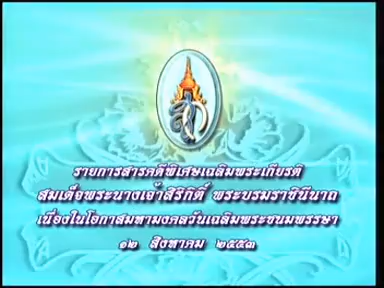 รายการสารคดีพิเศษเฉลิมพระเกียรติ
สมเด็จพระนางเจ้าสิริกิติ์ พระบรมราชินีนาถ
เนื่องในโอกาสมหามงคลวันเฉลิมพระชนมพรรษา
๑๒ สิงหาคม ๒๕๕๓